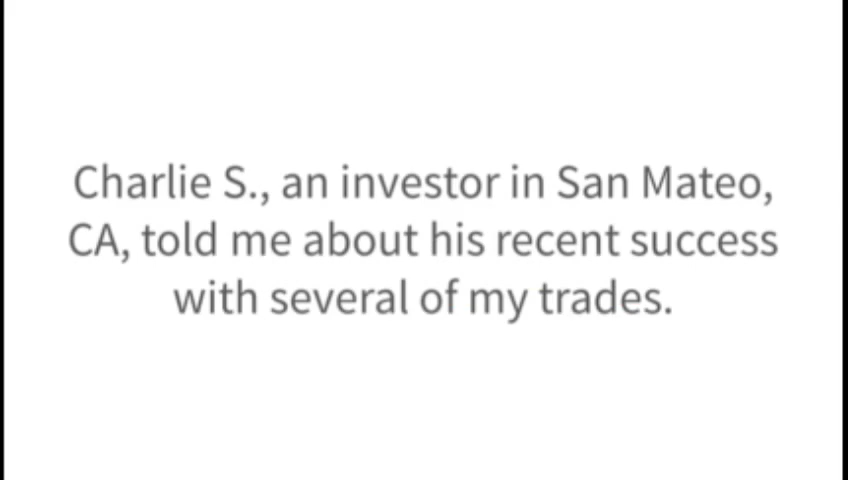 Charlie S., an investor in San Mateo,
CA, told me about his recent success
with several of my trades.